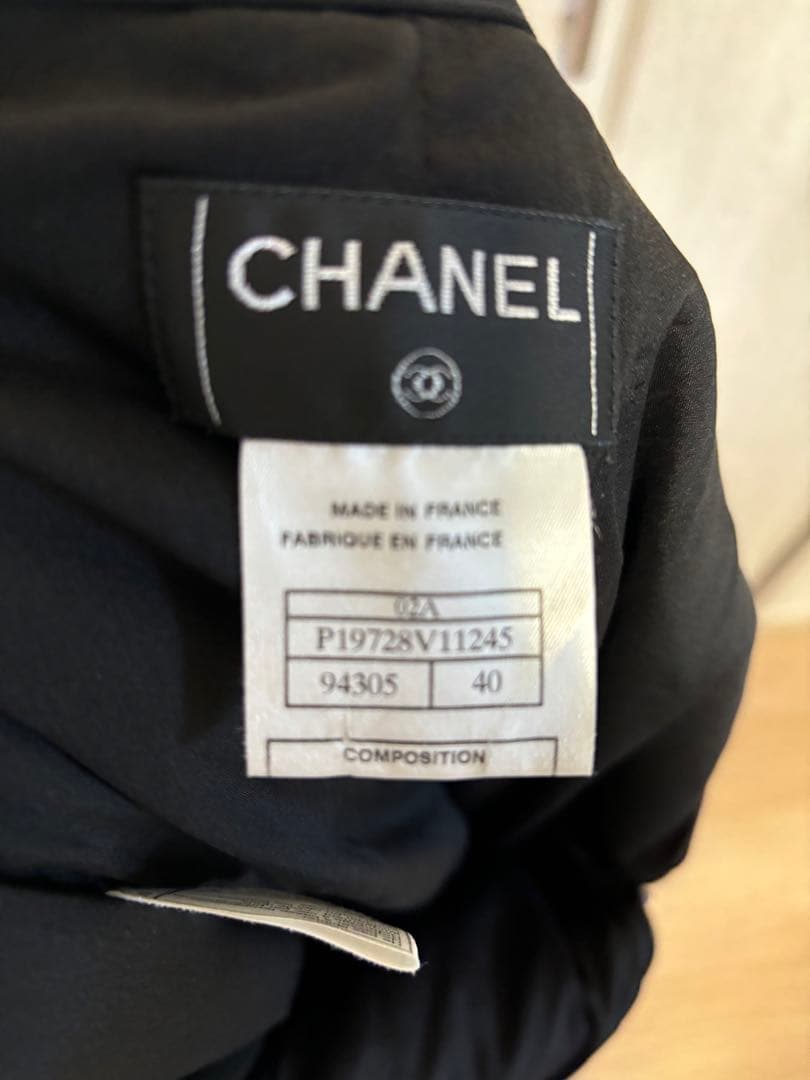 CHANEL
MADE IN FRANCE
FABRIQUE EN FRANCE
02A
P19728V11245
94305 40
COMPOSITION